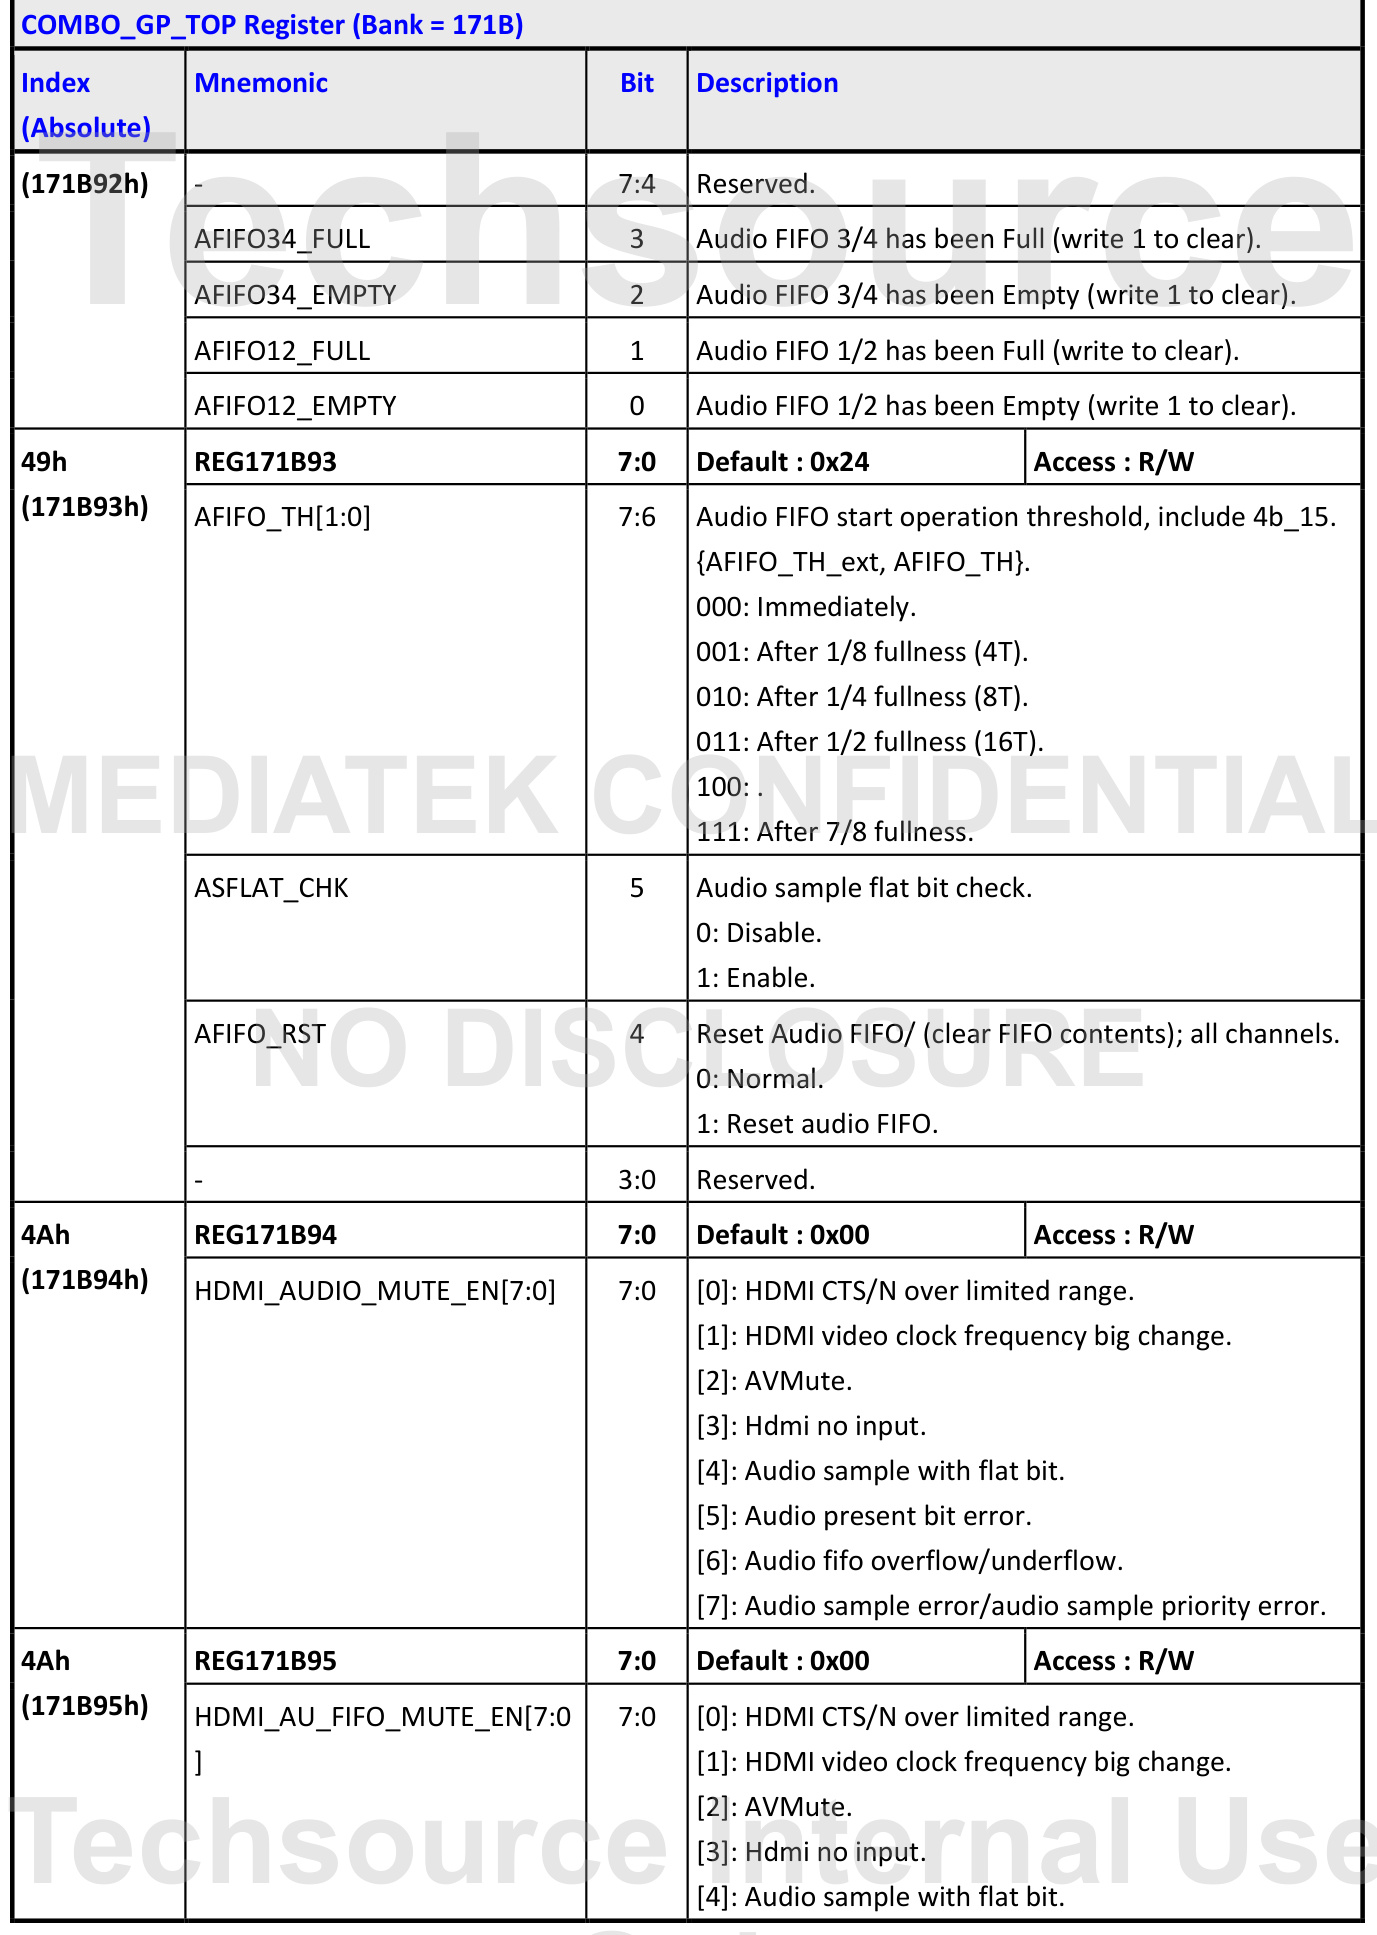 COMBO_GP_TOP Register (Bank = 171B)
Index
(Absolute)
Mnemonic
Bit
Description
(171B92h)
-
7:4
Reserved.
AFIFO34_FULL
3
Audio FIFO 3/4 has been Full (write 1 to clear).
AFIFO34_EMPTY
2
Audio FIFO 3/4 has been Empty (write 1 to clear).
AFIFO12_FULL
1
Audio FIFO 1/2 has been Full (write to clear).
AFIFO12_EMPTY
0
Audio FIFO 1/2 has been Empty (write 1 to clear).
49h
(171B93h)
REG171B93
7:0
Default : 0x24
Access : R/W
AFIFO_TH[1:0]
7:6
Audio FIFO start operation threshold, include 4b_15.
{AFIFO_TH_ext, AFIFO_TH}.
000: Immediately.
001: After 1/8 fullness (4T).
010: After 1/4 fullness (8T).
011: After 1/2 fullness (16T).
100: .
111: After 7/8 fullness.
ASFLAT_CHK
5
Audio sample flat bit check.
0: Disable.
1: Enable.
AFIFO_RST
4
Reset Audio FIFO/ (clear FIFO contents); all channels.
0: Normal.
1: Reset audio FIFO.
-
3:0
Reserved.
4Ah
(171B94h)
REG171B94
7:0
Default : 0x00
Access : R/W
HDMI_AUDIO_MUTE_EN[7:0]
7:0
[0]: HDMI CTS/N over limited range.
[1]: HDMI video clock frequency big change.
[2]: AVMute.
[3]: Hdmi no input.
[4]: Audio sample with flat bit.
[5]: Audio present bit error.
[6]: Audio fifo overflow/underflow.
[7]: Audio sample error/audio sample priority error.
4Ah
(171B95h)
REG171B95
7:0
Default : 0x00
Access : R/W
HDMI_AU_FIFO_MUTE_EN[7:0
]
7:0
[0]: HDMI CTS/N over limited range.
[1]: HDMI video clock frequency big change.
[2]: AVMute.
[3]: Hdmi no input.
[4]: Audio sample with flat bit.
Techsource
MEDIATEK CONFIDENTIAL
NO DISCLOSURE
Techsource Internal Use